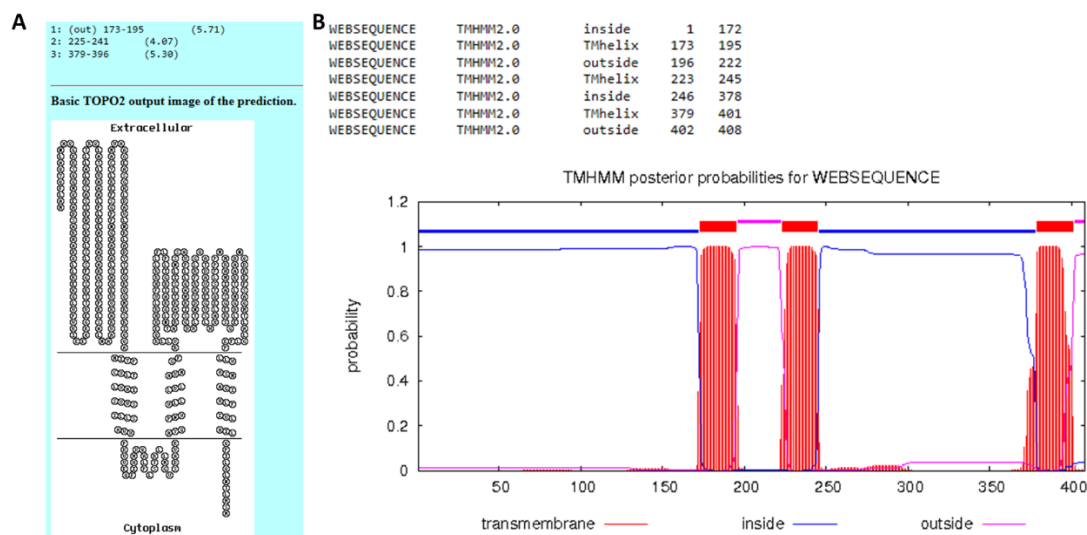 A
1: (out) 173-195 (5.71)
2: 225-241 (4.07)
3: 379-396 (5.30)
Basic TOPO2 output image of the prediction.
Extracellular
Cytoplasm
B
WEBSEQUENCE TMHMM2.0 inside 1 172
WEBSEQUENCE TMHMM2.0 TMhelix 173 195
WEBSEQUENCE TMHMM2.0 outside 196 222
WEBSEQUENCE TMHMM2.0 TMhelix 223 245
WEBSEQUENCE TMHMM2.0 inside 246 378
WEBSEQUENCE TMHMM2.0 TMhelix 379 401
WEBSEQUENCE TMHMM2.0 outside 402 408
TMHMM posterior probabilities for WEBSEQUENCE
probability
1.2
1
0.8
0.6
0.4
0.2
0
50 100 150 200 250 300 350 400
transmembrane inside outside